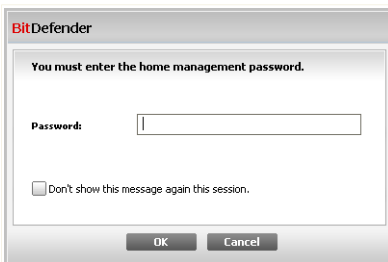 BitDefender
You must enter the home management password.
Password:
Don't show this message again this session.
OK Cancel